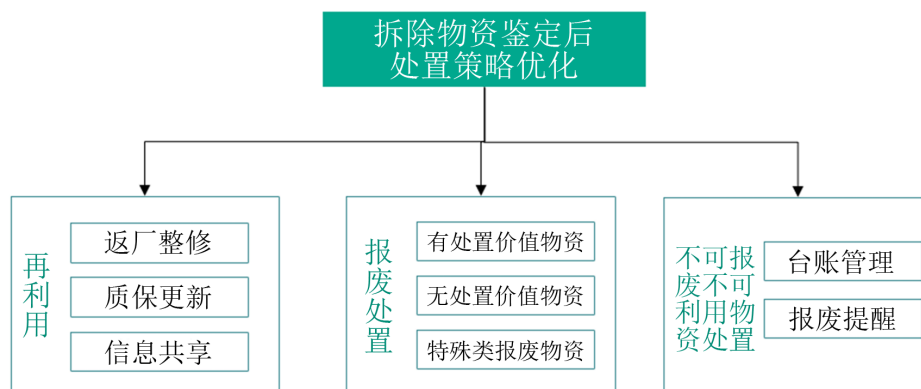 拆除物资鉴定后
处置策略优化
再利用
返厂整修
质保更新
信息共享
报废处置
有处置价值物资
无处置价值物资
特殊类报废物资
不可报
废不可
利用物
资处置
台账管理
报废提醒